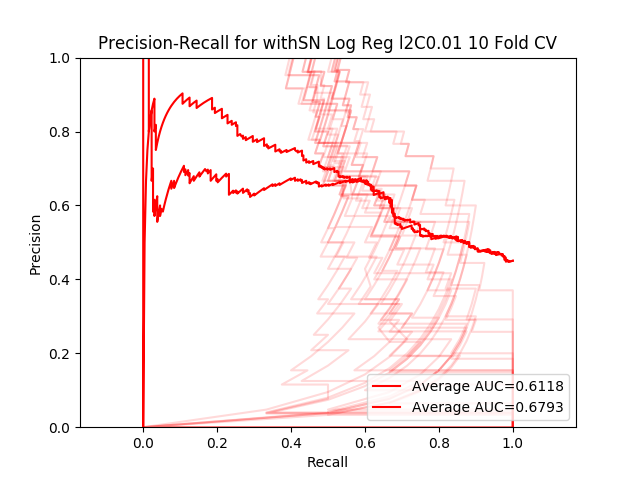 Precision-Recall for withSN Log Reg l2C0.01 10 Fold CV
1.0
0.8
0.6
0.4
0.2
0.0
Precision
0.0 0.2 0.4 0.6 0.8 1.0
Recall
Average AUC=0.6118
Average AUC=0.6793